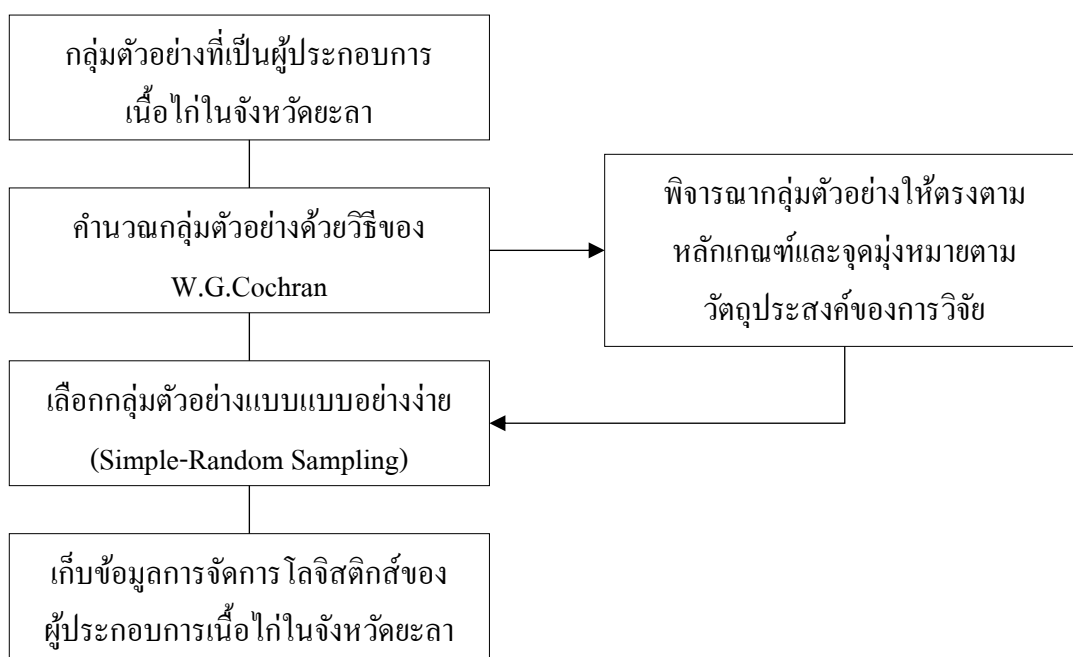 กลุ่มตัวอย่างที่เป็นผู้ประกอบการ
เนื้อไก่ในจังหวัดยะลา
คำนวณกลุ่มตัวอย่างด้วยวิธีของ
W.G.Cochran
พิจารณากลุ่มตัวอย่างให้ตรงตาม
หลักเกณฑ์และจุดมุ่งหมายตาม
วัตถุประสงค์ของการวิจัย
เลือกกลุ่มตัวอย่างแบบแบบอย่างง่าย
(Simple-Random Sampling)
เก็บข้อมูลการจัดการโลจิสติกส์ของ
ผู้ประกอบการเนื้อไก่ในจังหวัดยะลา